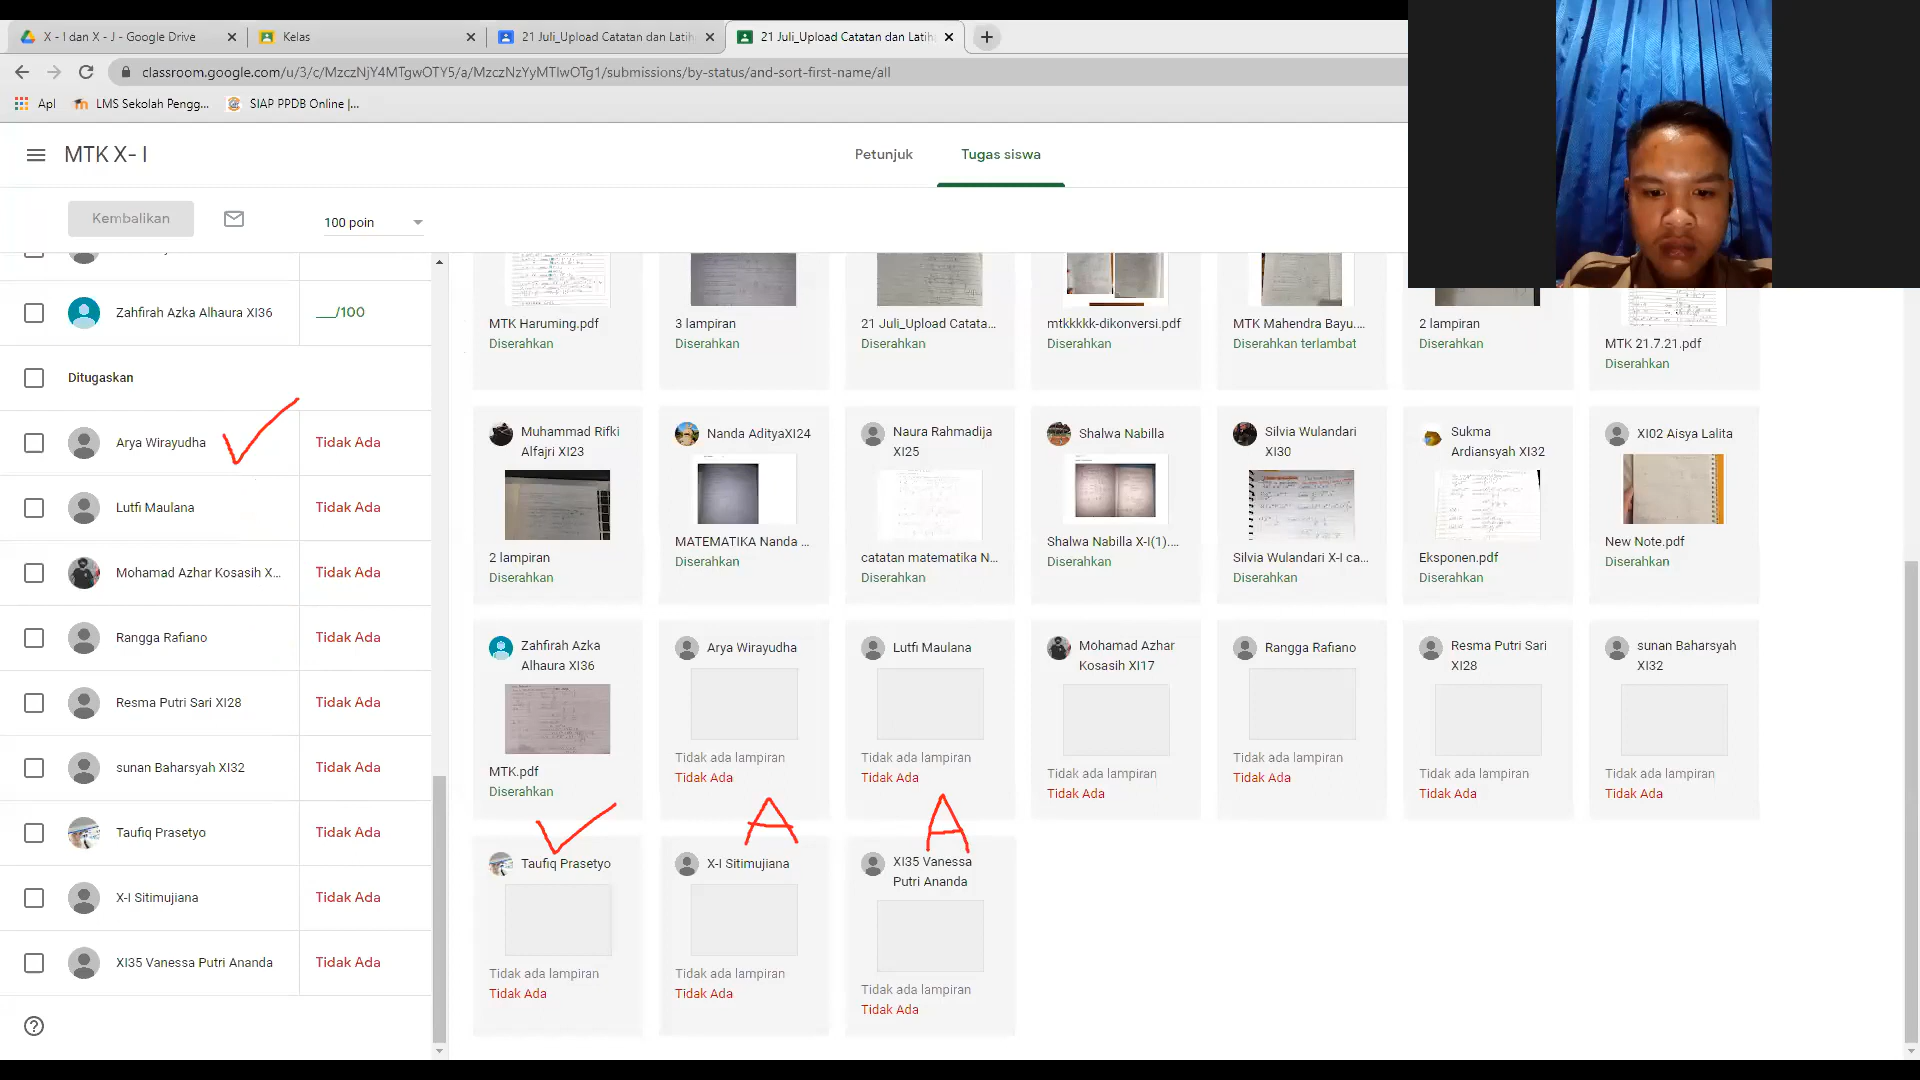 X - I dan X - J - Google Drive
Kelas
21 Juli_Upload Catatan dan Latih
21 Juli_Upload Catatan dan Latih
classroom.google.com/u/3/c/MzczNjY4MTgwOTY5/a/MzczNzYyMTIwOTg1/submissions/by-status/and-sort-first-name/all
Apl
LMS Sekolah Pengg...
SIAP PPDB Online |...
MTK X- I
Petunjuk
Tugas siswa
Kembalikan
100 poin
Zahfirah Azka Alhaura XI36
___/100
Ditugaskan
Arya Wirayudha
Tidak Ada
Lutfi Maulana
Tidak Ada
Mohamad Azhar Kosasih X...
Tidak Ada
Rangga Rafiano
Tidak Ada
Resma Putri Sari XI28
Tidak Ada
sunan Baharsyah XI32
Tidak Ada
Taufiq Prasetyo
Tidak Ada
X-I Sitimujiana
Tidak Ada
XI35 Vanessa Putri Ananda
Tidak Ada
MTK Haruming.pdf
Diserahkan
3 lampiran
Diserahkan
21 Juli_Upload Catata...
Diserahkan
mtkkkkk-dikonversi.pdf
Diserahkan
MTK Mahendra Bayu....
Diserahkan terlambat
2 lampiran
Diserahkan
MTK 21.7.21.pdf
Diserahkan
Muhammad Rifki
Alfajri XI23
2 lampiran
Diserahkan
Nanda AdityaXI24
MATEMATIKA Nanda ...
Diserahkan
Naura Rahmadija
XI25
catatan matematika N...
Diserahkan
Shalwa Nabilla
Shalwa Nabilla X-I(1)....
Diserahkan
Silvia Wulandari
XI30
Silvia Wulandari X-I ca...
Diserahkan
Sukma
Ardiansyah XI32
Eksponen.pdf
Diserahkan
XI02 Aisya Lalita
New Note.pdf
Diserahkan
Zahfirah Azka
Alhaura XI36
MTK.pdf
Diserahkan
Arya Wirayudha
Tidak ada lampiran
Tidak Ada
Lutfi Maulana
Tidak ada lampiran
Tidak Ada
Mohamad Azhar
Kosasih XI17
Tidak ada lampiran
Tidak Ada
Rangga Rafiano
Tidak ada lampiran
Tidak Ada
Resma Putri Sari
XI28
Tidak ada lampiran
Tidak Ada
sunan Baharsyah
XI32
Tidak ada lampiran
Tidak Ada
A
A
Taufiq Prasetyo
Tidak ada lampiran
Tidak Ada
X-I Sitimujiana
Tidak ada lampiran
Tidak Ada
XI35 Vanessa
Putri Ananda
Tidak ada lampiran
Tidak Ada